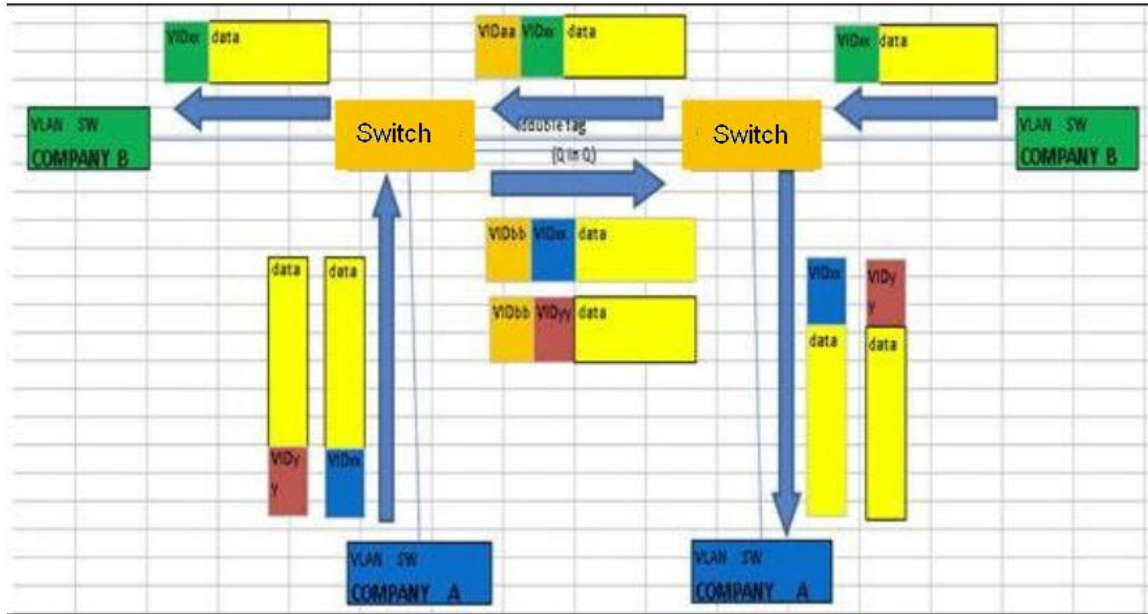 VIDxx data
VIDaa VIDxx data
VIDxx data
VLAN SW
COMPANY B
Switch
double tag
(Q in Q)
Switch
VLAN SW
COMPANY B
VIDbb VIDxx data
VIDbb VIDyy data
data
data
VIDy
y
VIDxx
VIDxx
VIDy
y
data
data
VLAN SW
COMPANY A
VLAN SW
COMPANY A